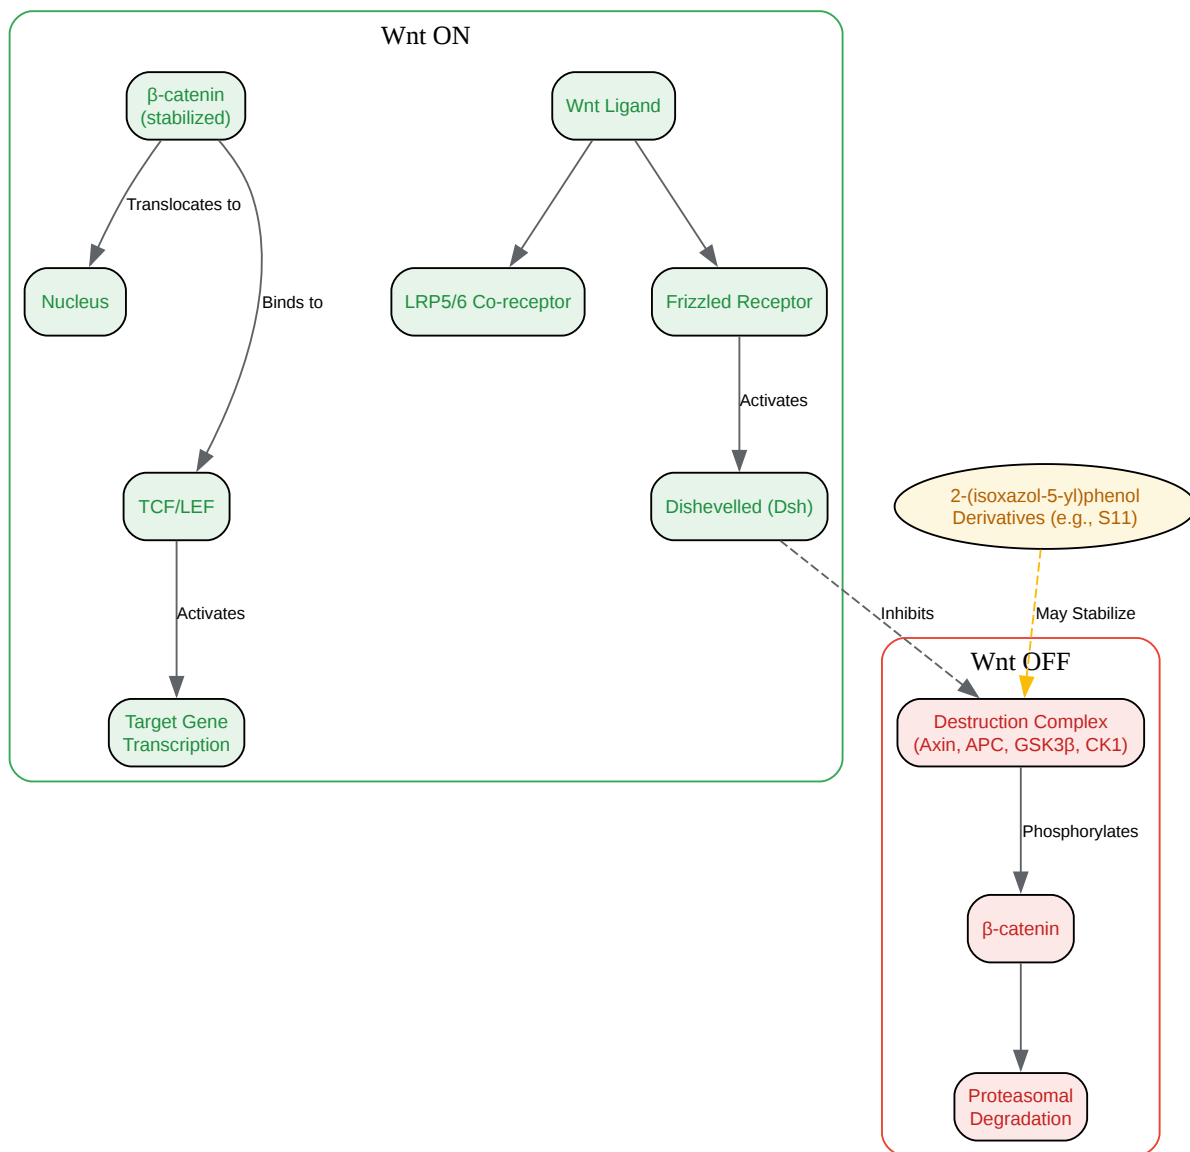 Wnt ON
β-catenin
(stabilized)
Wnt Ligand
Translocates to
Nucleus
LRP5/6 Co-receptor
Frizzled Receptor
Binds to
Activates
TCF/LEF
Dishevelled (Dsh)
2-(isoxazol-5-yl)phenol
Derivatives (e.g., S11)
Activates
Inhibits
May Stabilize
Wnt OFF
Target Gene
Transcription
Destruction Complex
(Axin, APC, GSK3β, CK1)
Phosphorylates
β-catenin
Proteasomal
Degradation